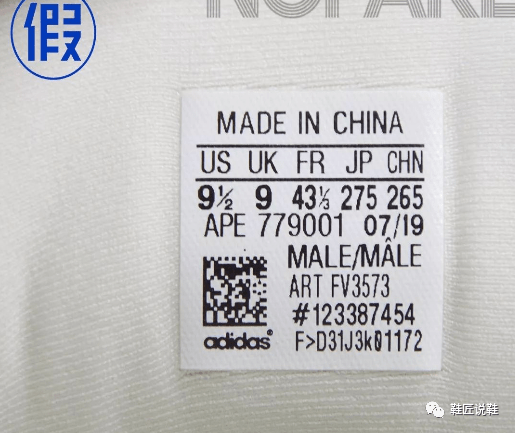 假
NOFAKE
MADE IN CHINA
US UK FR JP CHN
9½ 9 43⅓ 275 265
APE 779001 07/19
MALE/MÂLE
ART FV3573
#123387454
adidas® F>D31J3k01172
鞋匠说鞋